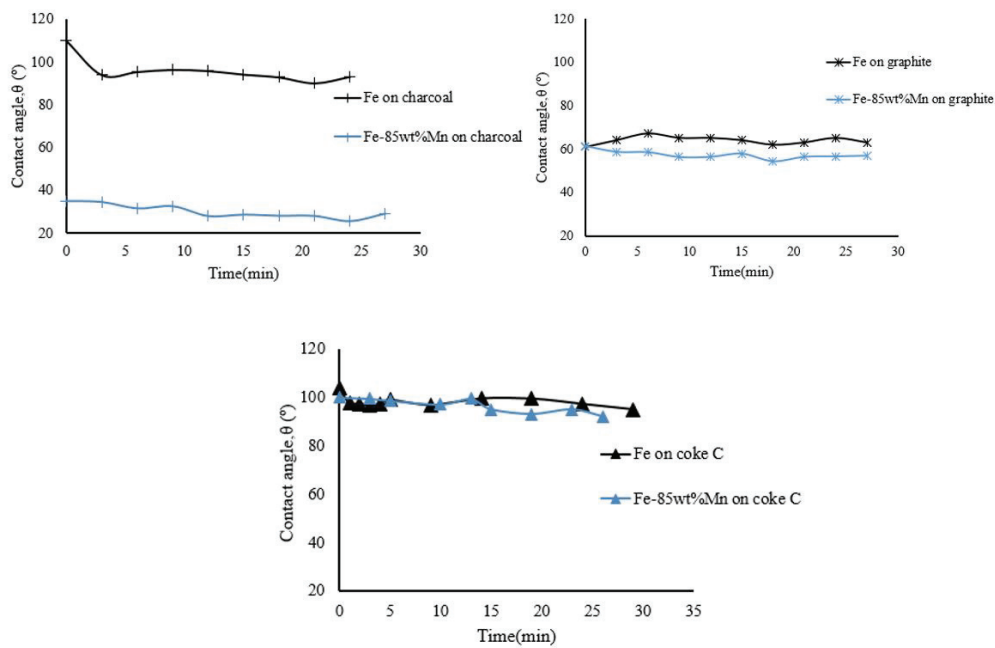 120
100
80
60
40
20
Contact angle,θ (º)
0 5 10 15 20 25 30
Time(min)
Fe on charcoal
Fe-85wt%Mn on charcoal
120
100
80
60
40
20
Contact angle,θ (º)
0 5 10 15 20 25 30
Time(min)
Fe on graphite
Fe-85wt%Mn on graphite
120
100
80
60
40
20
Contact angle,θ (º)
0 5 10 15 20 25 30 35
Time(min)
Fe on coke C
Fe-85wt%Mn on coke C